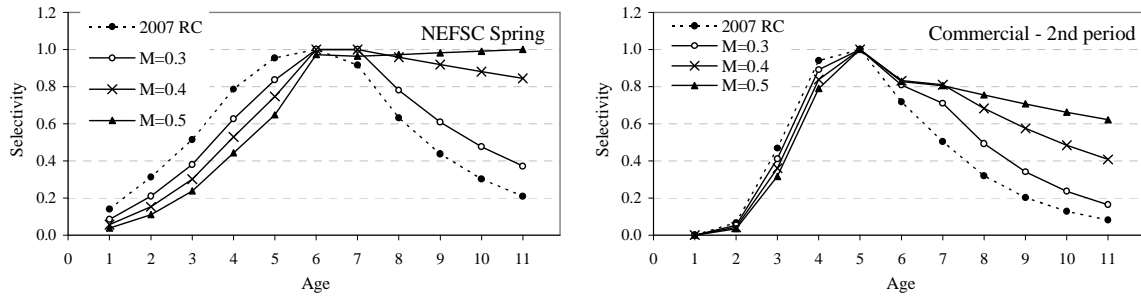 NEFSC Spring
2007 RC
M=0.3
M=0.4
M=0.5
Selectivity
1.2
1.0
0.8
0.6
0.4
0.2
0.0
0 1 2 3 4 5 6 7 8 9 10 11
Age
Commercial - 2nd period
2007 RC
M=0.3
M=0.4
M=0.5
Selectivity
1.2
1.0
0.8
0.6
0.4
0.2
0.0
0 1 2 3 4 5 6 7 8 9 10 11
Age